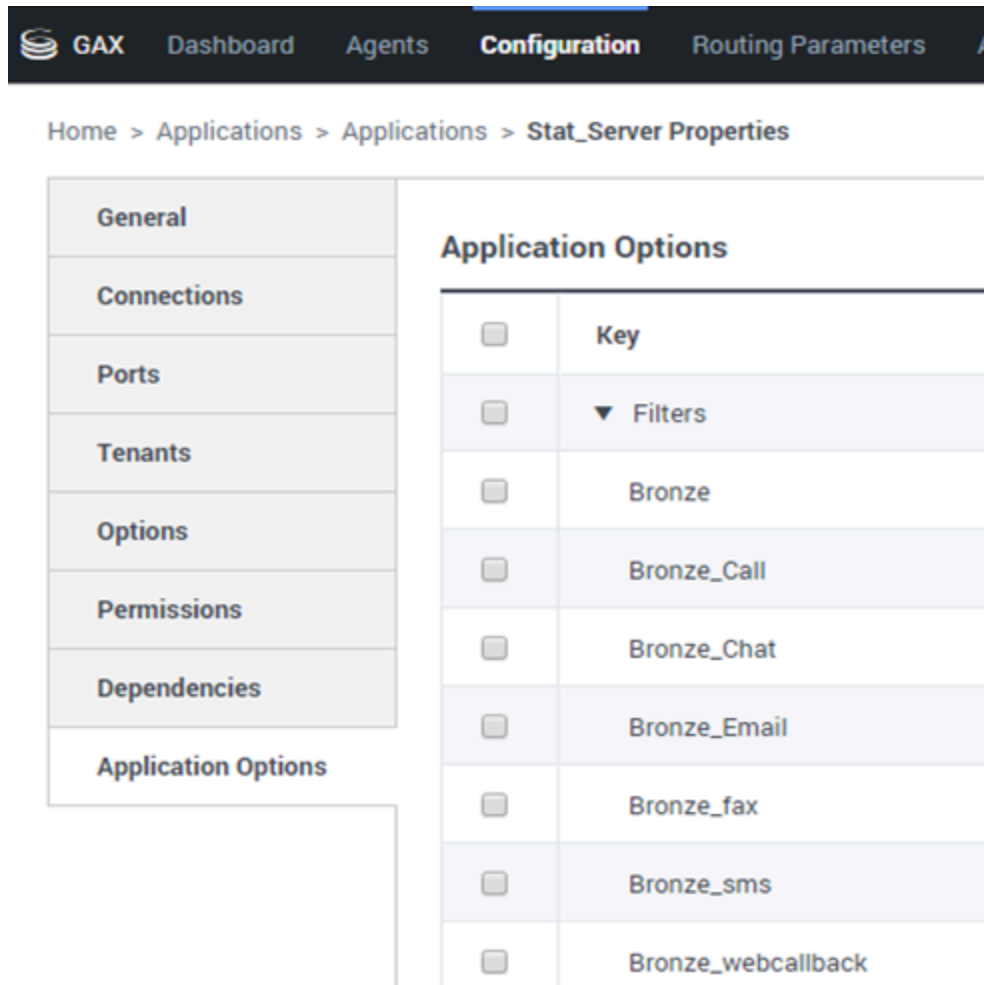 GAX Dashboard Agents Configuration Routing Parameters
Home > Applications > Applications > Stat_Server Properties
General
Connections
Ports
Tenants
Options
Permissions
Dependencies
Application Options
Application Options
Key
Filters
Bronze
Bronze_Call
Bronze_Chat
Bronze_Email
Bronze_fax
Bronze_sms
Bronze_webcallback